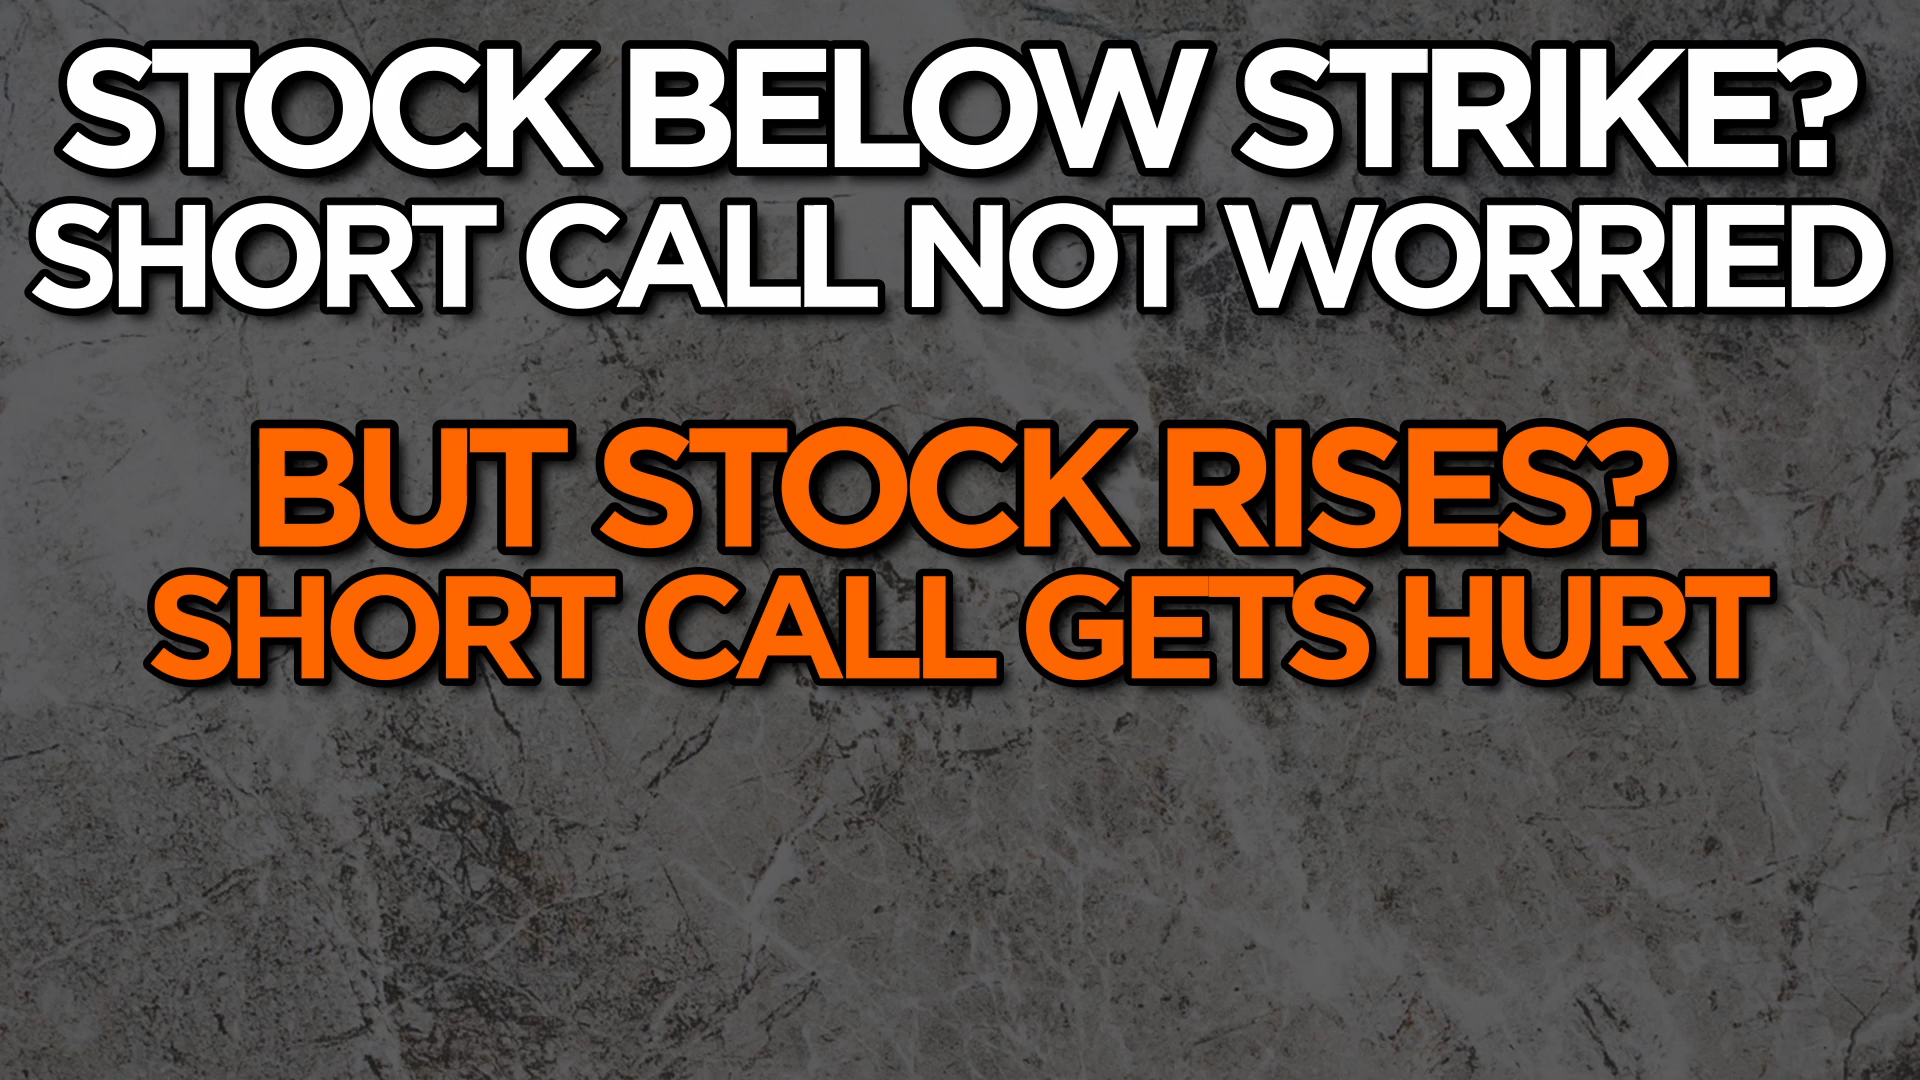 STOCK BELOW STRIKE?
SHORT CALL NOT WORRIED
BUT STOCK RISES?
SHORT CALL GETS HURT